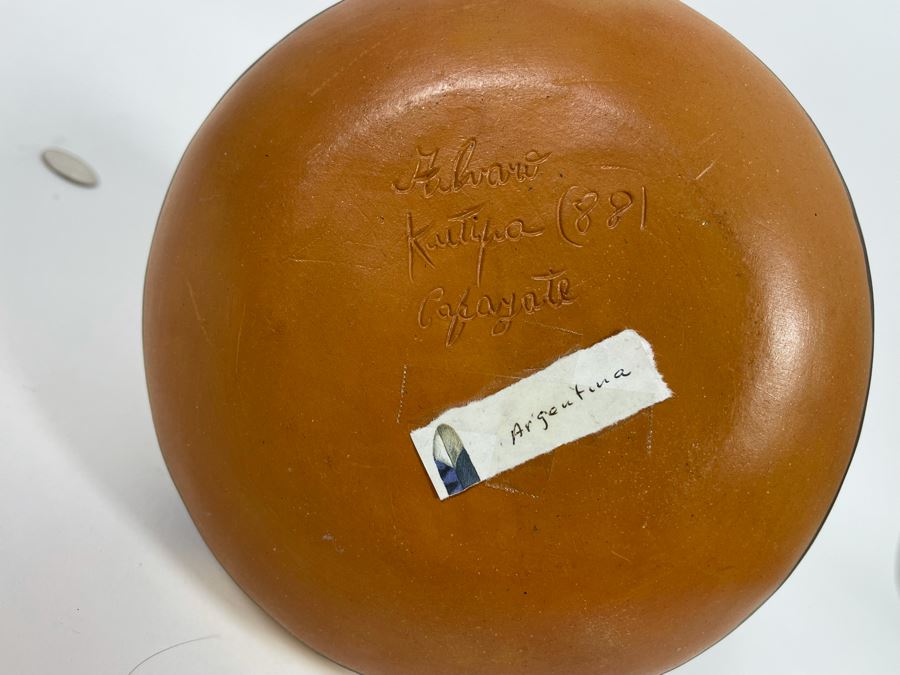 Alvaro
Kutipa (88)
Cafayate
Argentina